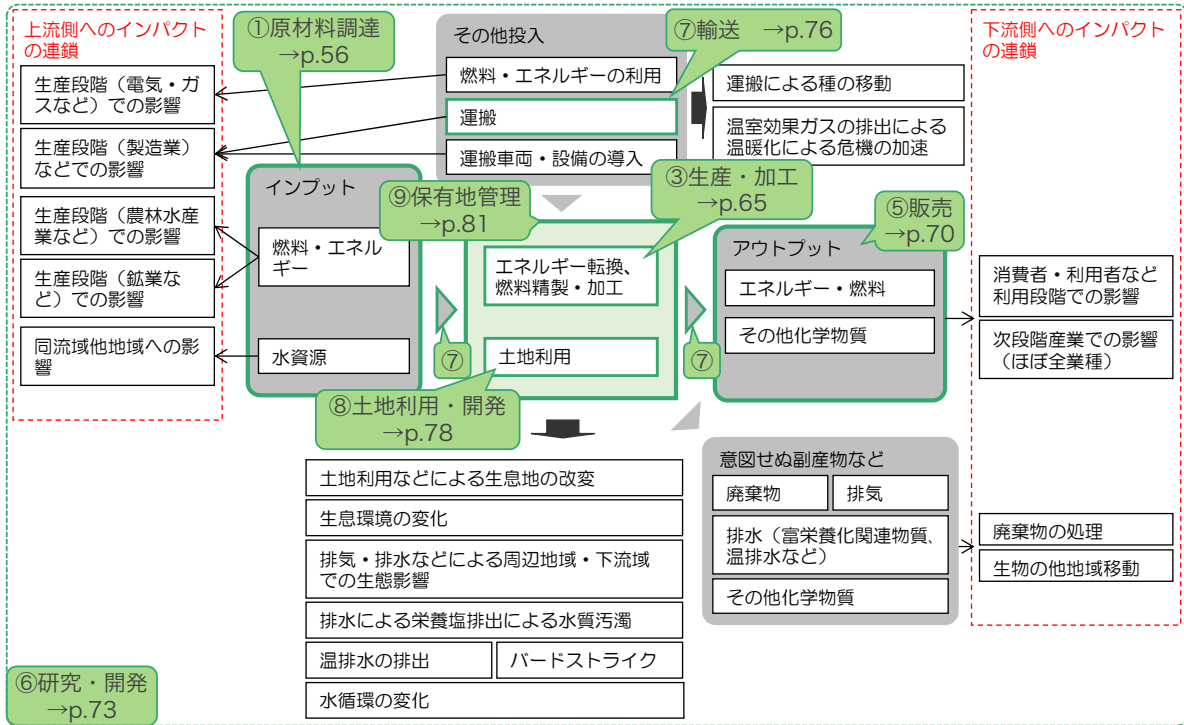 上流側へのインパクト
の連鎖
①原材料調達
→p.56
その他投入
⑦輸送 →p.76
下流側へのインパクト
の連鎖
生産段階（電気・ガ
スなど）での影響
燃料・エネルギーの利用
運搬による種の移動
運搬
生産段階（製造業）
などでの影響
温室効果ガスの排出による
温暖化による危機の加速
運搬車両・設備の導入
インプット
⑨保有地管理
→p.81
③生産・加工
→p.65
⑤販売
→p.70
生産段階（農林水産
業など）での影響
燃料・エネル
ギー
エネルギー転換、
燃料精製・加工
アウトプット
エネルギー・燃料
消費者・利用者など
利用段階での影響
生産段階（鉱業な
ど）での影響
その他化学物質
同流域他地域への影
響
水資源
⑦
土地利用
⑦
次段階産業での影響
（ほぼ全業種）
⑧土地利用・開発
→p.78
意図せぬ副産物など
土地利用などによる生息地の改変
廃棄物
排気
生息環境の変化
排水（富栄養化関連物質、
温排水など）
廃棄物の処理
排気・排水などによる周辺地域・下流域
での生態影響
生物の他地域移動
その他化学物質
排水による栄養塩排出による水質汚濁
温排水の排出
バードストライク
水循環の変化
⑥研究・開発
→p.73